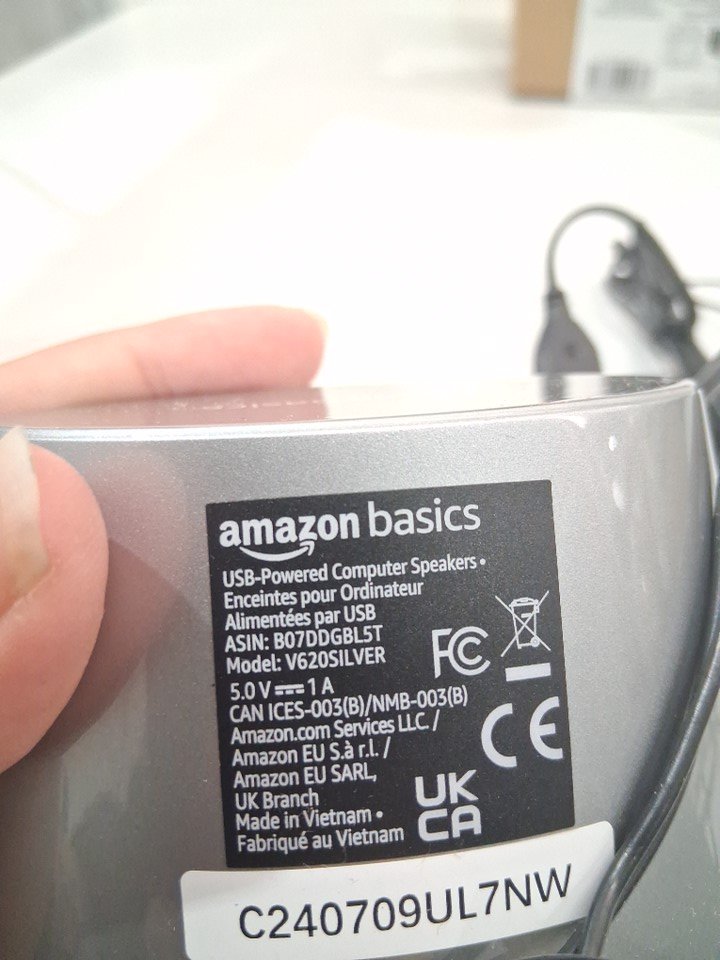 amazon basics
USB-Powered Computer Speakers •
Enceintes pour Ordinateur
Alimentées par USB
ASIN: B07DDGBL5T
Model: V620SILVER
5.0 V⎓1 A
CAN ICES-003(B)/NMB-003(B)
Amazon.com Services LLC /
Amazon EU S.à r.l. /
Amazon EU SARL,
UK Branch
Made in Vietnam •
Fabriqué au Vietnam
FC
CE
UK
CA
C240709UL7NW